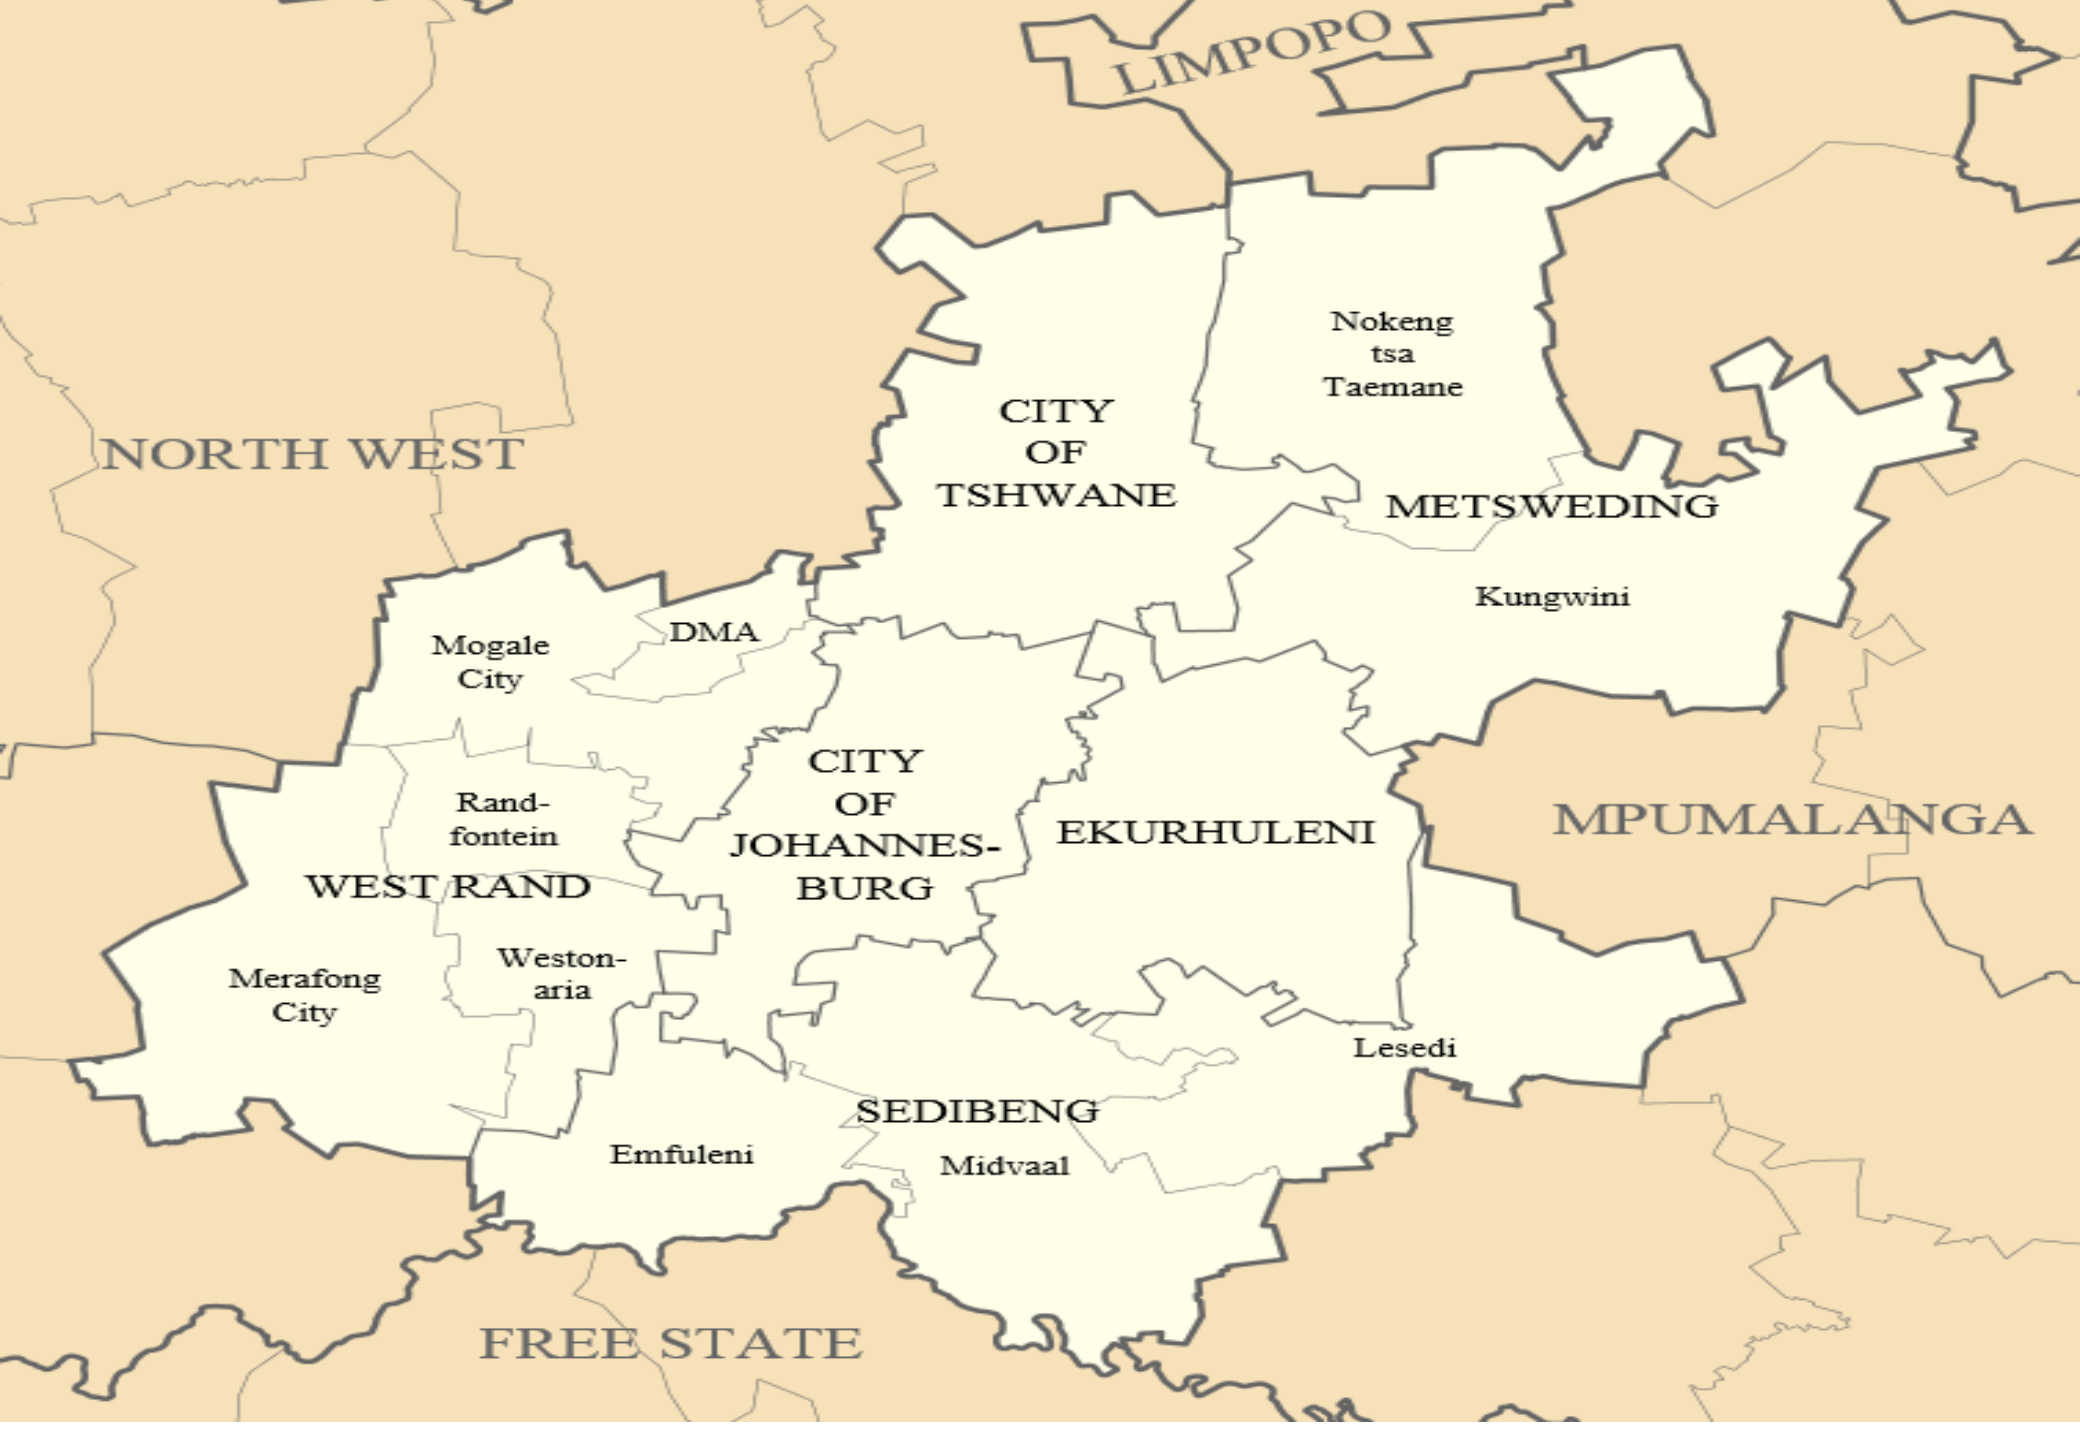 LIMPOPO
Nokeng
tsa
Taemane
CITY
OF
TSHWANE
NORTH WEST
METSWEDING
Kungwini
DMA
Mogale
City
CITY
OF
JOHANNES-
BURG
Rand-
fontein
EKURHULENI
MPUMALANGA
WEST RAND
Weston-
aria
Merafong
City
Lesedi
SEDIBENG
Emfuleni
Midvaal
FREE STATE